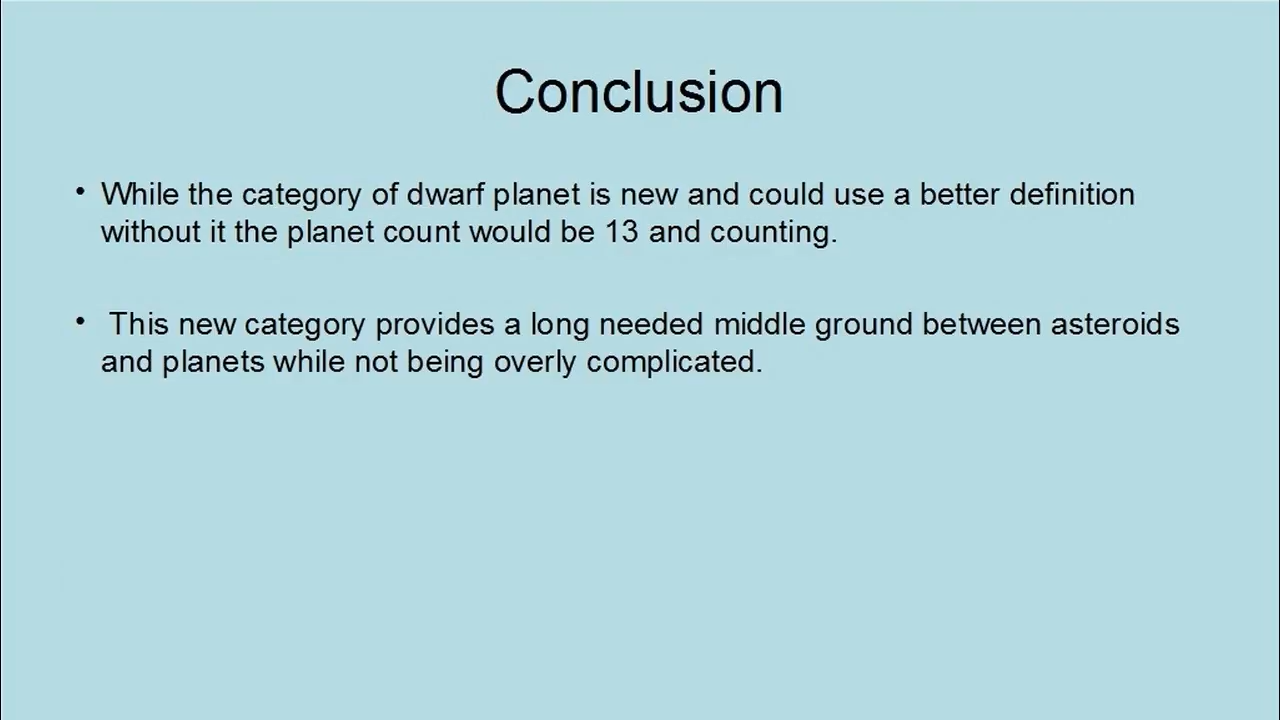 Conclusion
• While the category of dwarf planet is new and could use a better definition
without it the planet count would be 13 and counting.
• This new category provides a long needed middle ground between asteroids
and planets while not being overly complicated.